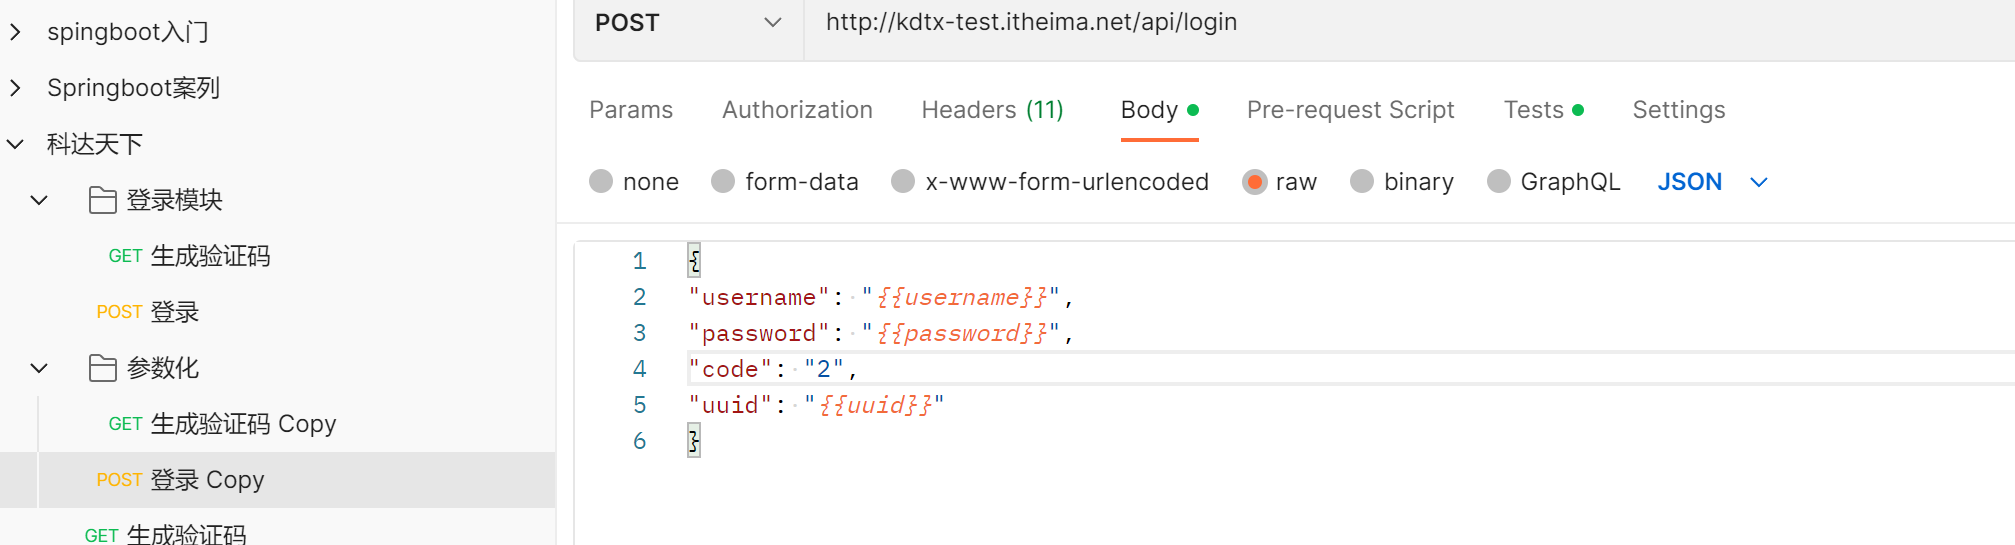 spingboot入门
Springboot案列
科达天下
登录模块
GET 生成验证码
POST 登录
参数化
GET 生成验证码 Copy
POST 登录 Copy
GET 生成验证码
POST http://kdtx-test.itheima.net/api/login
Params Authorization Headers (11) Body Pre-request Script Tests Settings
none form-data x-www-form-urlencoded raw binary GraphQL JSON
1 {
2 "username": "{{username}}",
3 "password": "{{password}}",
4 "code": "2",
5 "uuid": "{{uuid}}"
6 }